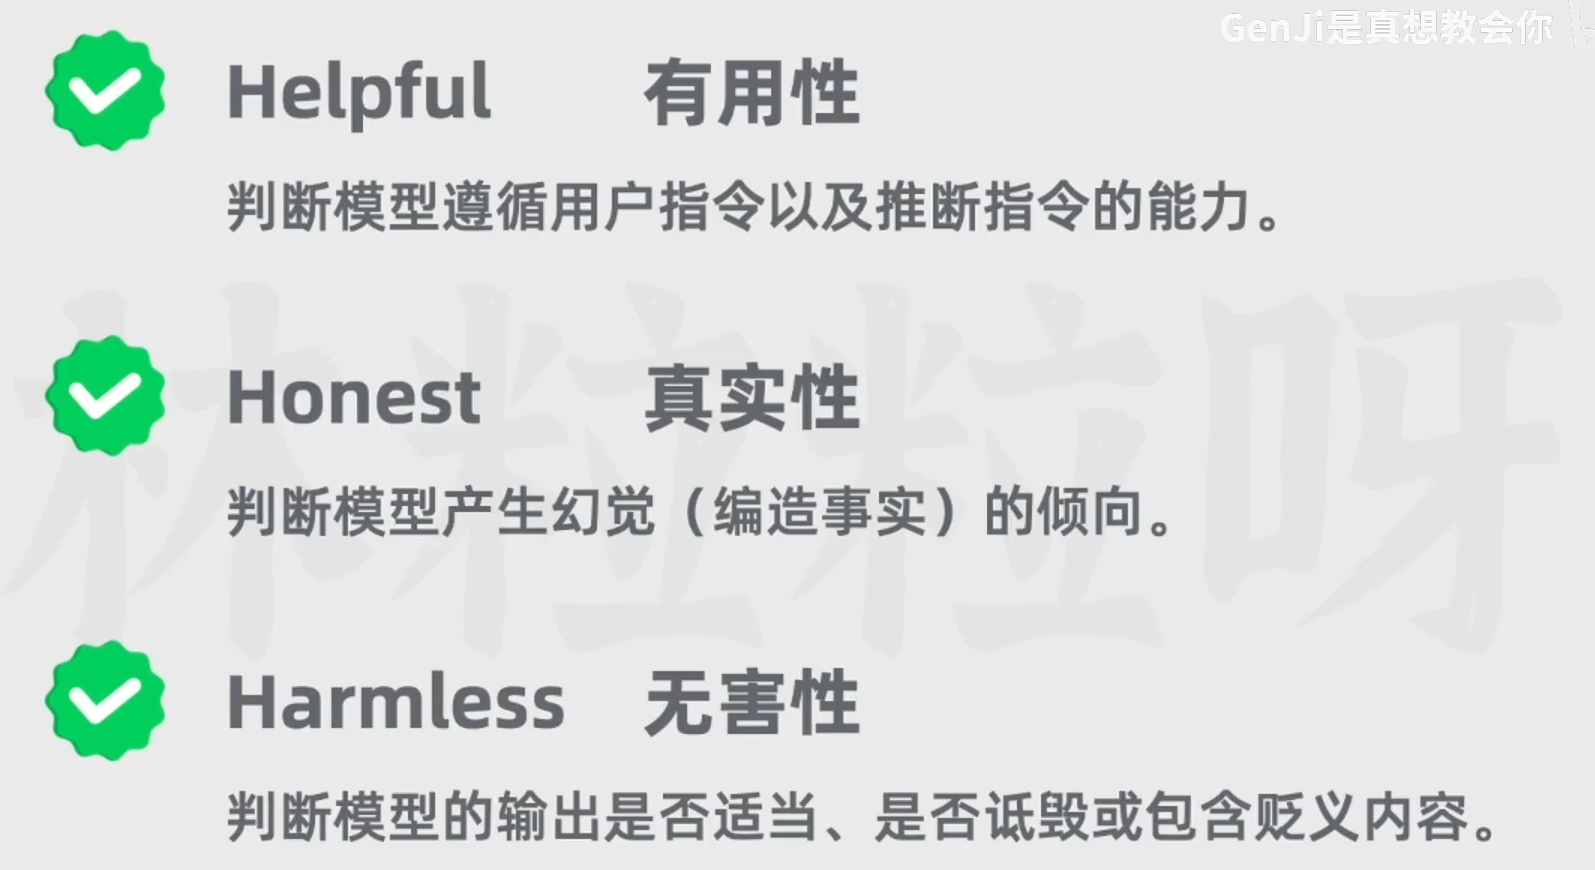 GenJi是真想教会你
Helpful 有用性
判断模型遵循用户指令以及推断指令的能力。
林粒粒呀
Honest 真实性
判断模型产生幻觉（编造事实）的倾向。
Harmless 无害性
判断模型的输出是否适当、是否诋毁或包含贬义内容。